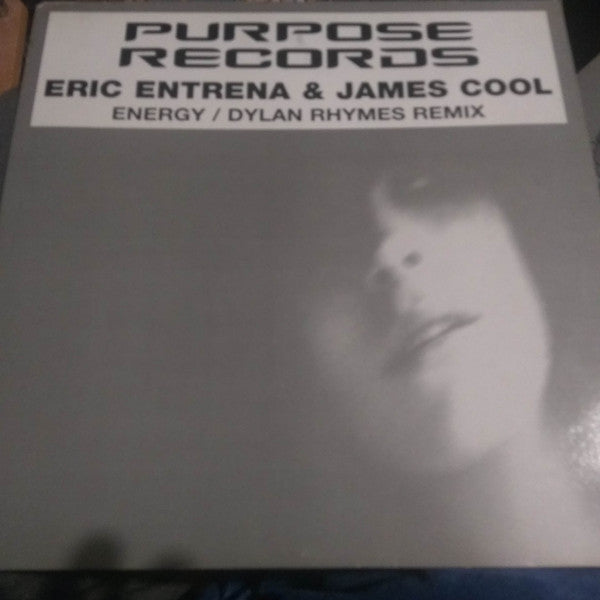 PURPOSE
RECORDS
ERIC ENTRENA & JAMES COOL
ENERGY / DYLAN RHYMES REMIX